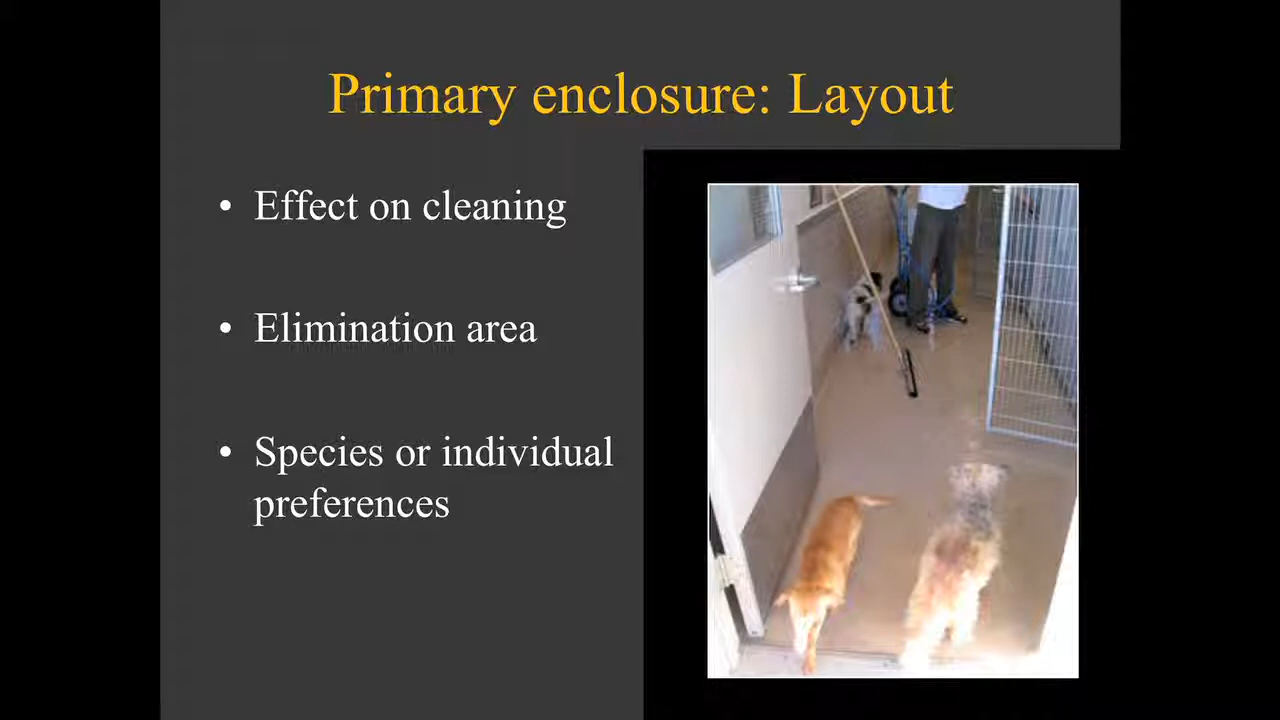 Primary enclosure: Layout
• Effect on cleaning
• Elimination area
• Species or individual
preferences